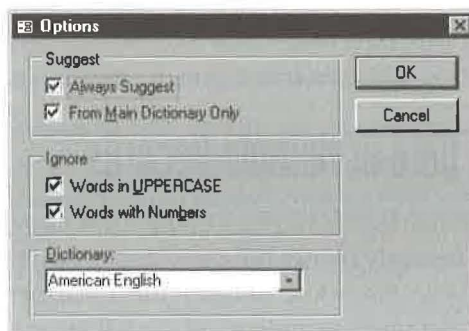 Options
Suggest
Always Suggest
From Main Dictionary Only
OK
Cancel
Ignore
Words in UPPERCASE
Words with Numbers
Dictionary:
American English